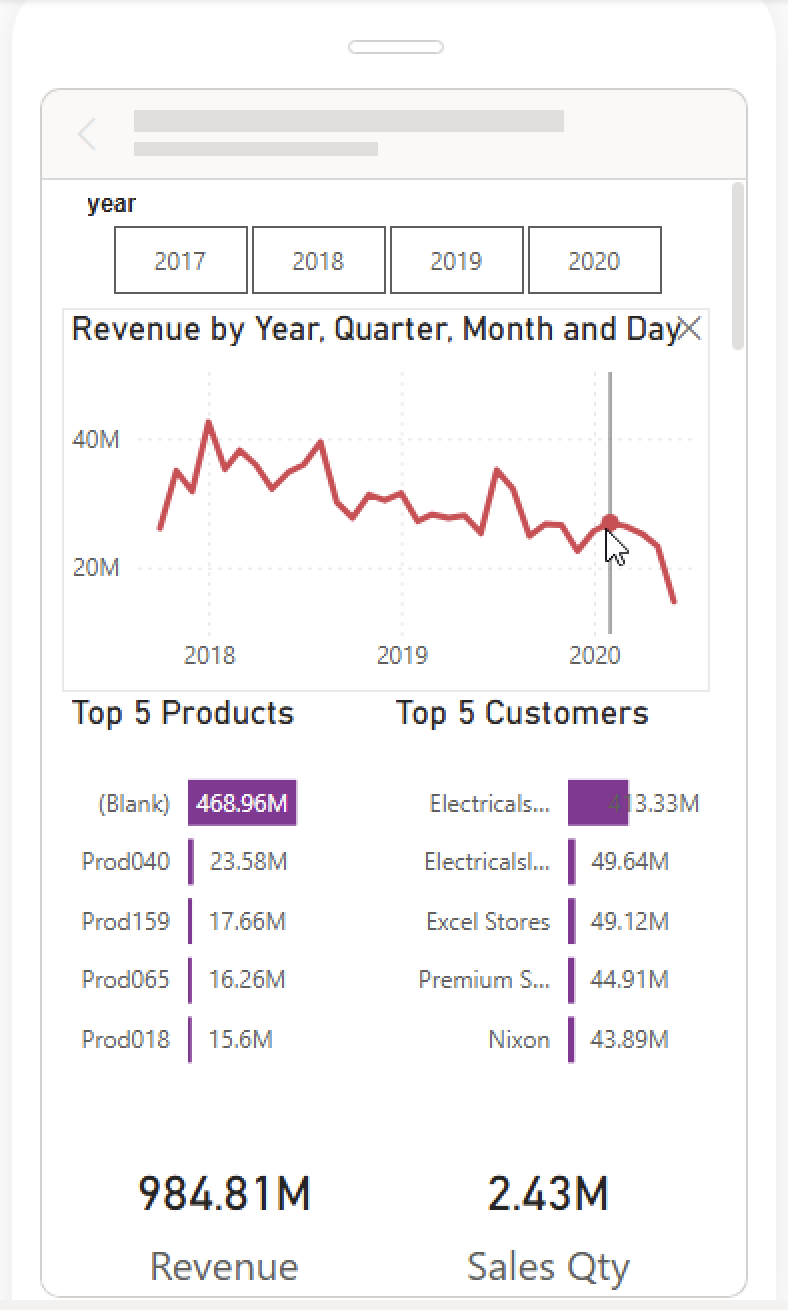 year
2017 2018 2019 2020
Revenue by Year, Quarter, Month and Day
40M
20M
2018 2019 2020
Top 5 Products
(Blank) 468.96M
Prod040 23.58M
Prod159 17.66M
Prod065 16.26M
Prod018 15.6M
Top 5 Customers
Electricals... 413.33M
Electricalsl... 49.64M
Excel Stores 49.12M
Premium S... 44.91M
Nixon 43.89M
984.81M
Revenue
2.43M
Sales Qty